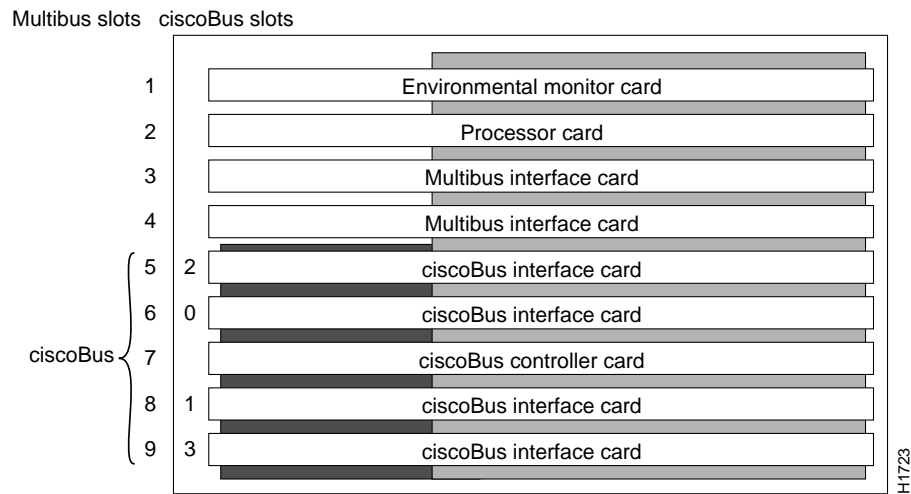 Multibus slots ciscoBus slots
1 Environmental monitor card
2 Processor card
3 Multibus interface card
4 Multibus interface card
5 2 ciscoBus interface card
6 0 ciscoBus interface card
ciscoBus 7 ciscoBus controller card
8 1 ciscoBus interface card
9 3 ciscoBus interface card
H1723